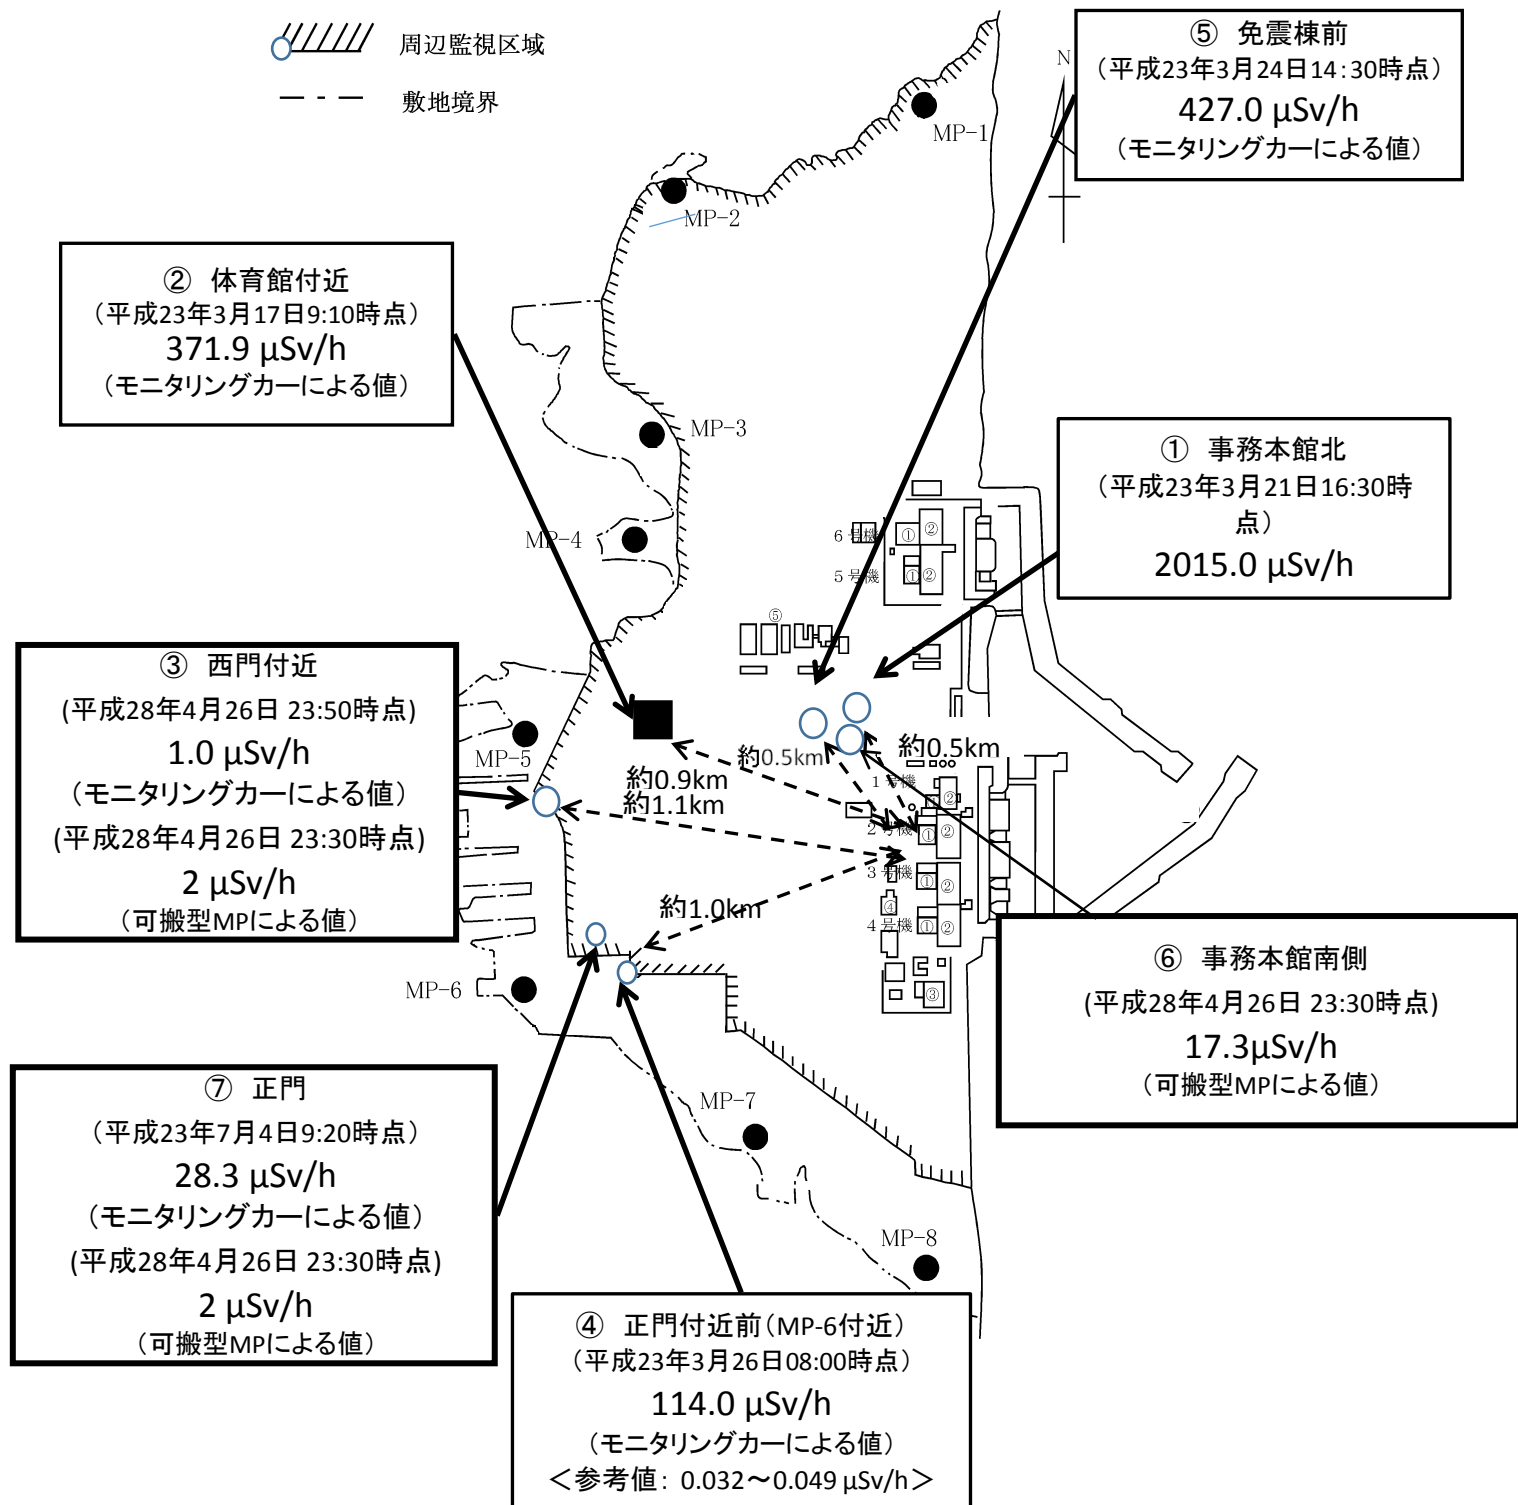 周辺監視区域
敷地境界
⑤ 免震棟前
（平成23年3月24日14:30時点）
427.0 μSv/h
（モニタリングカーによる値）
N
MP-1
MP-2
② 体育館付近
（平成23年3月17日9:10時点）
371.9 μSv/h
（モニタリングカーによる値）
MP-3
① 事務本館北
（平成23年3月21日16:30時
点）
2015.0 μSv/h
MP-4
６号機
①
②
５号機
①
②
⑤
③ 西門付近
(平成28年4月26日 23:50時点)
1.0 μSv/h
（モニタリングカーによる値）
(平成28年4月26日 23:30時点)
2 μSv/h
（可搬型MPによる値）
MP-5
約0.5km
約0.5km
約0.9km
約1.1km
１号機
①
②
２号機
①
②
３号機
①
②
④
４号機
①
②
③
約1.0km
MP-6
⑥ 事務本館南側
(平成28年4月26日 23:30時点)
17.3μSv/h
（可搬型MPによる値）
⑦ 正門
（平成23年7月4日9:20時点）
28.3 μSv/h
（モニタリングカーによる値）
(平成28年4月26日 23:30時点)
2 μSv/h
（可搬型MPによる値）
MP-7
MP-8
④ 正門付近前（MP-6付近）
（平成23年3月26日08:00時点）
114.0 μSv/h
（モニタリングカーによる値）
＜参考値： 0.032～0.049 μSv/h＞